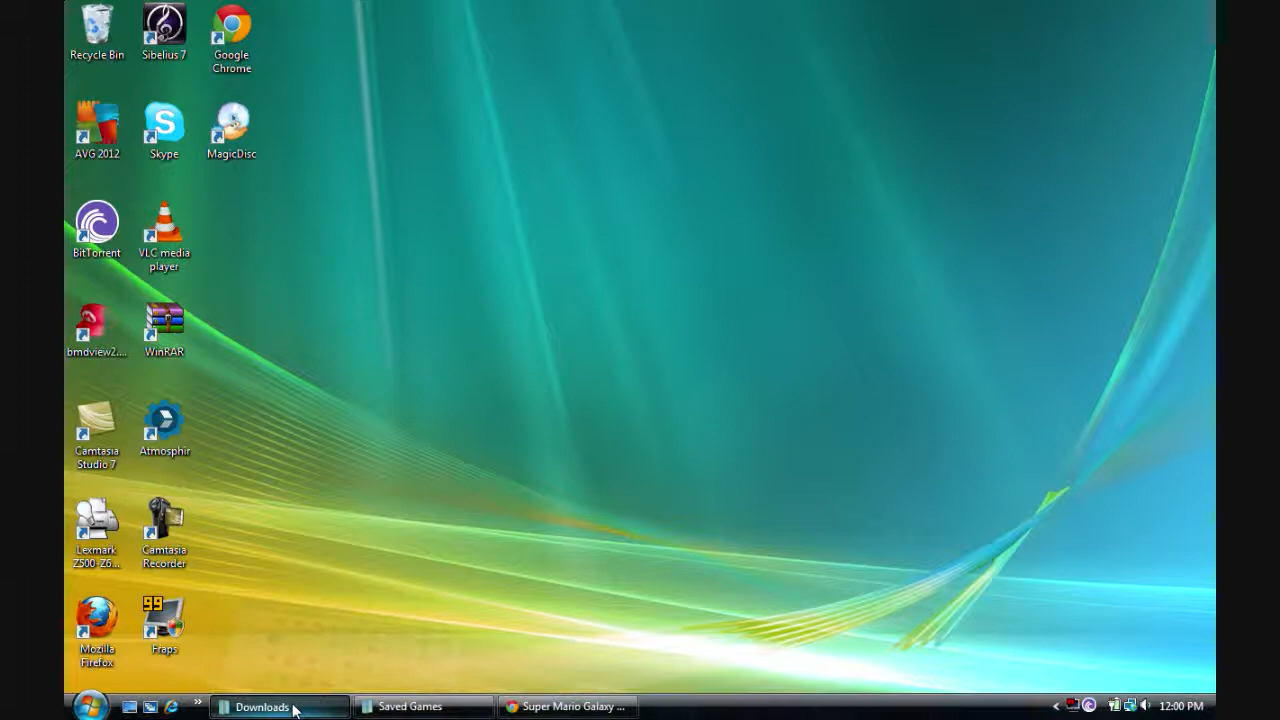 Recycle Bin
Sibelius 7
Google
Chrome
AVG 2012
Skype
MagicDisc
BitTorrent
VLC media
player
bmdview2....
WinRAR
Camtasia
Studio 7
Atmosphir
Lexmark
Z500-Z6...
Camtasia
Recorder
99
Mozilla
Firefox
Fraps
Downloads
Saved Games
Super Mario Galaxy ...
12:00 PM